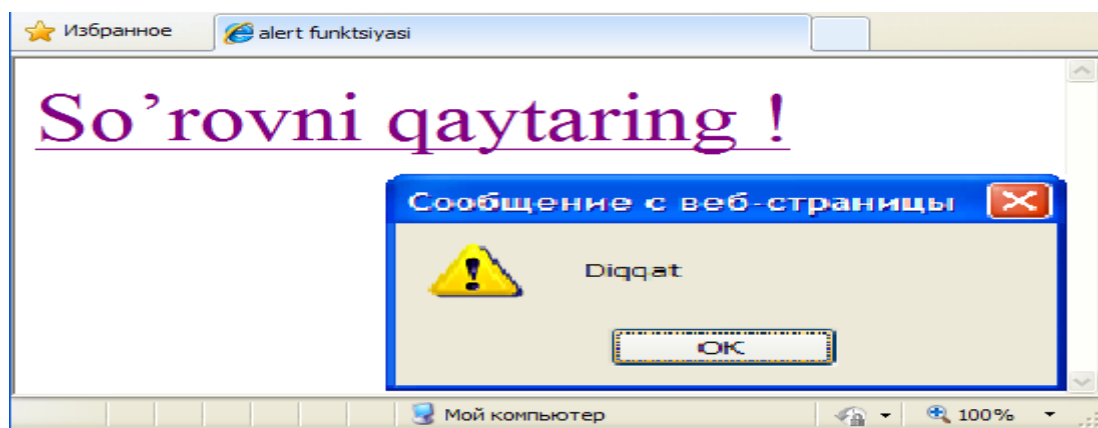 Избранное
alert funktsiyasi
So’rovni qaytaring !
Сообщение с веб-страницы
Diqqat
OK
Мой компьютер
100%